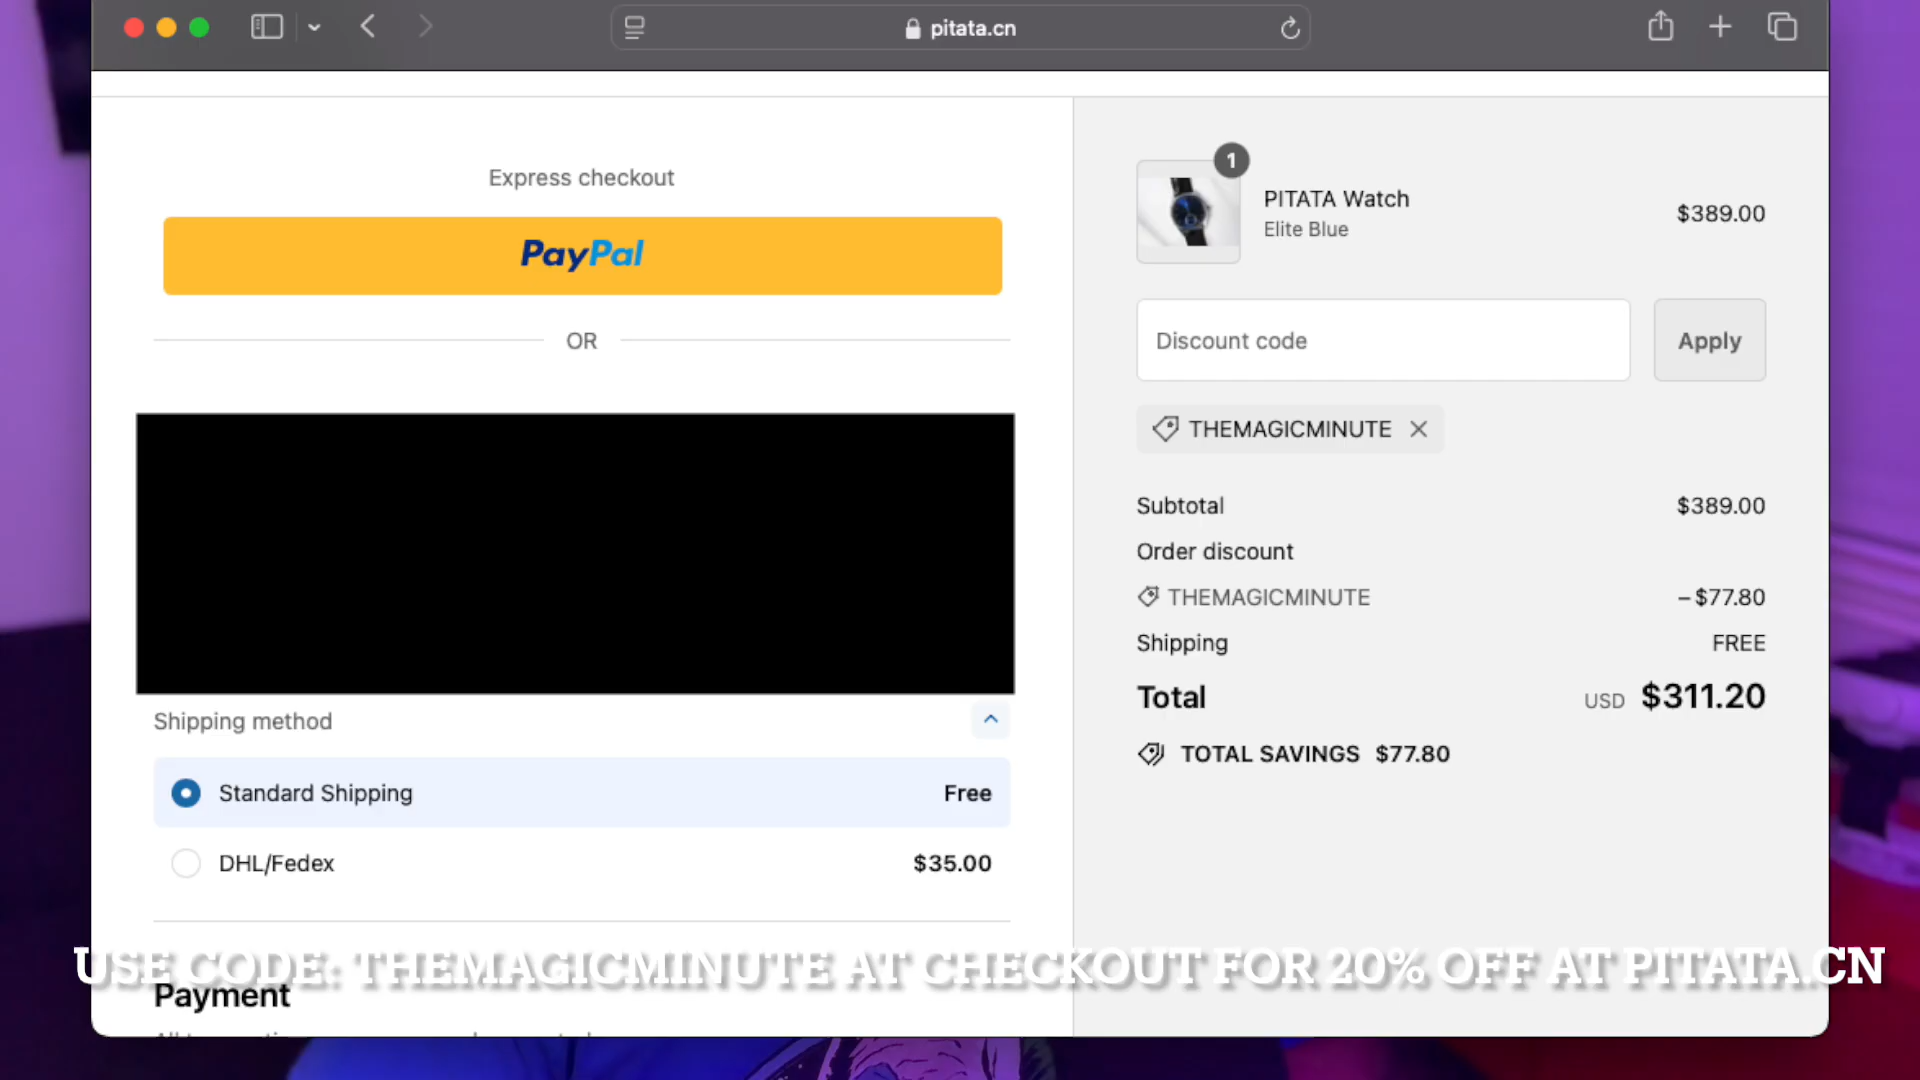 pitata.cn
Express checkout
PayPal
OR
Shipping method
Standard Shipping Free
DHL/Fedex $35.00
Payment
1
PITATA Watch
Elite Blue
$389.00
Discount code
Apply
THEMAGICMINUTE
Subtotal $389.00
Order discount
THEMAGICMINUTE –$77.80
Shipping FREE
Total USD $311.20
TOTAL SAVINGS $77.80
USE CODE: THEMAGICMINUTE AT CHECKOUT FOR 20% OFF AT PITATA.CN